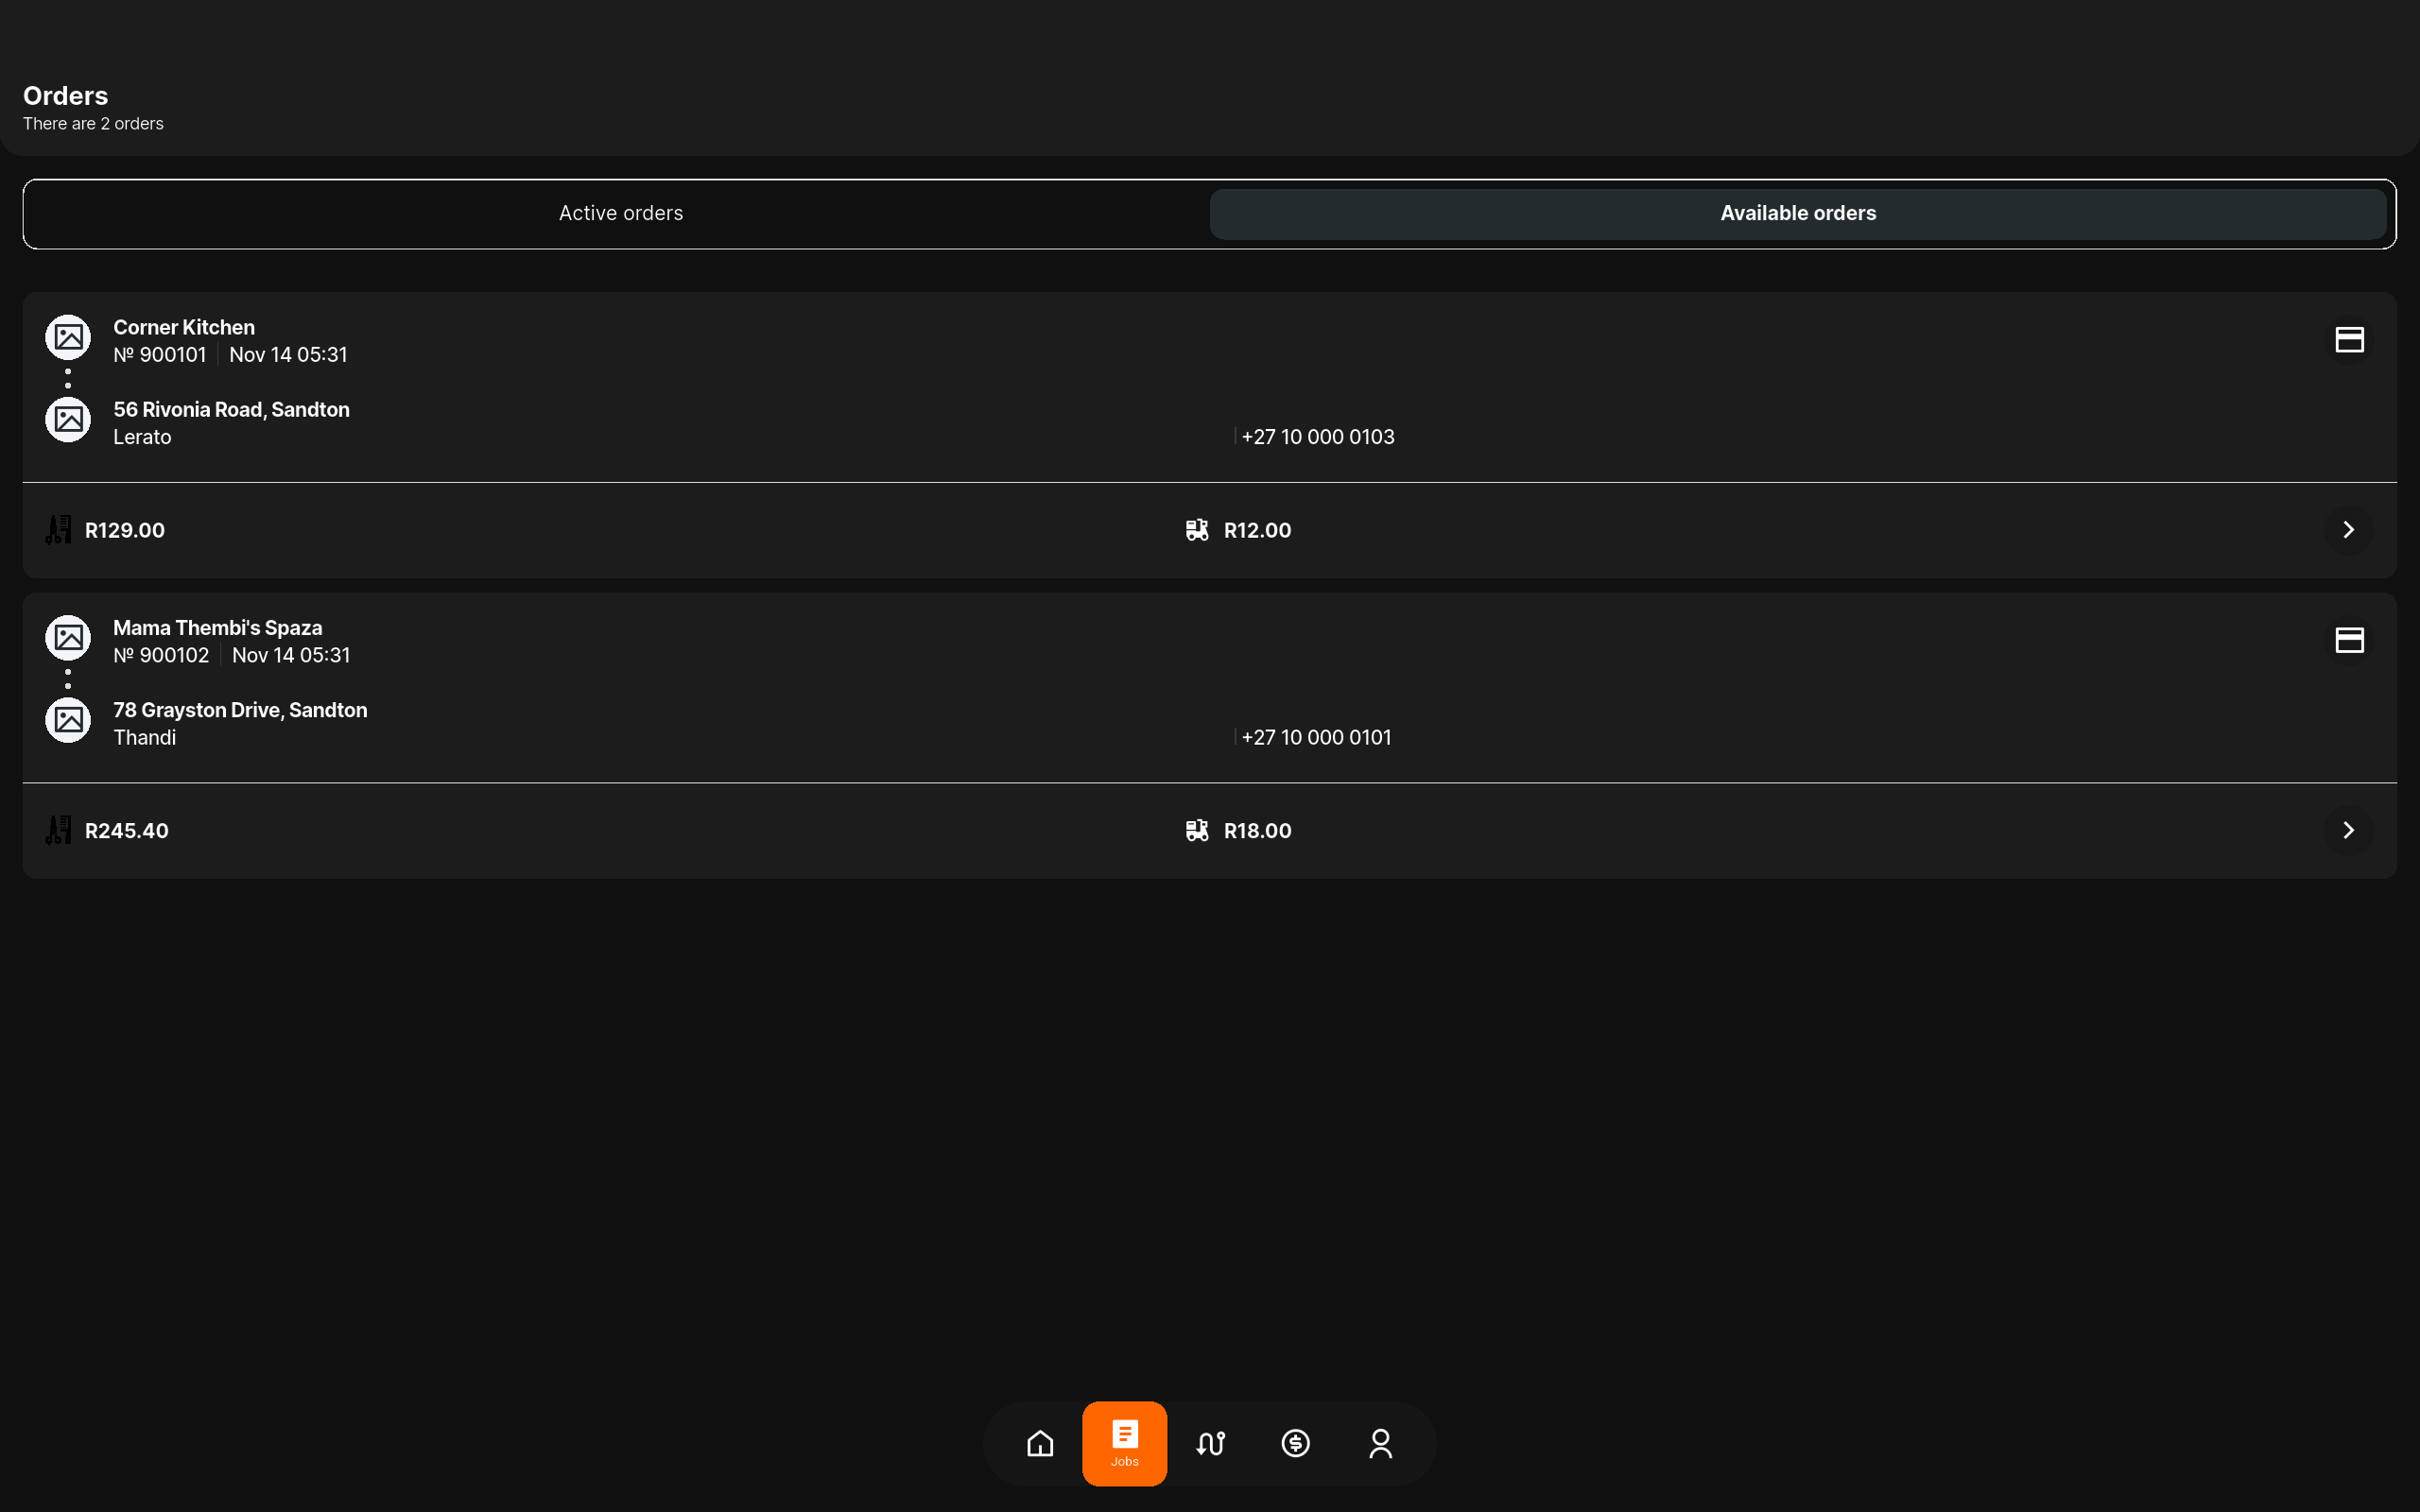 Orders
There are 2 orders
Active orders
Available orders
Corner Kitchen
№ 900101 Nov 14 05:31
56 Rivonia Road, Sandton
Lerato
+27 10 000 0103
R129.00
R12.00
Mama Thembi's Spaza
№ 900102 Nov 14 05:31
78 Grayston Drive, Sandton
Thandi
+27 10 000 0101
R245.40
R18.00
Jobs